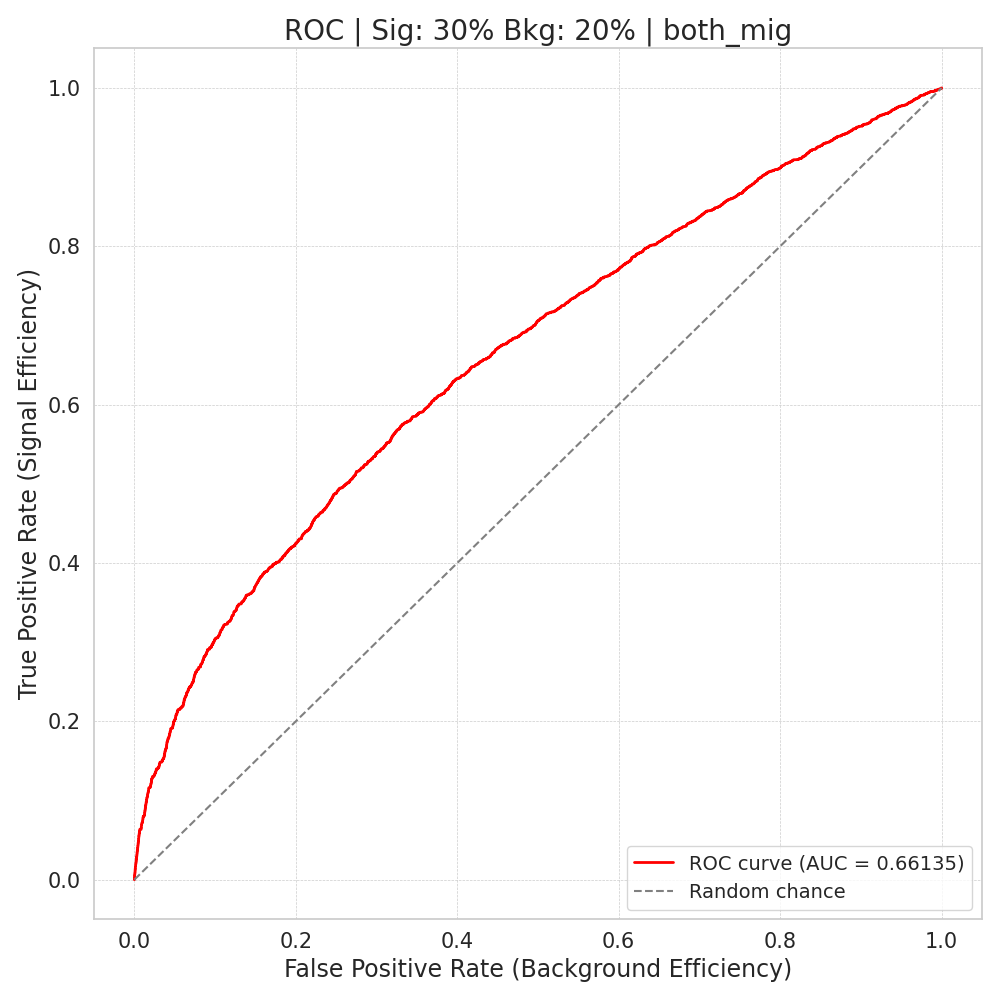 ROC | Sig: 30% Bkg: 20% | both_mig
True Positive Rate (Signal Efficiency)
1.0
0.8
0.6
0.4
0.2
0.0
ROC curve (AUC = 0.66135)
Random chance
0.0 0.2 0.4 0.6 0.8 1.0
False Positive Rate (Background Efficiency)